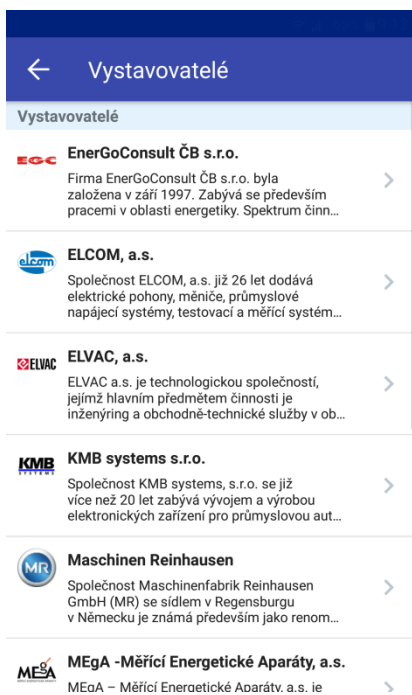 Vystavovatelé
Vystavovatelé
EGC
EnerGoConsult ČB s.r.o.
Firma EnerGoConsult ČB s.r.o. byla
založena v září 1997. Zabývá se především
pracemi v oblasti energetiky. Spektrum činn...
elcom
ELCOM, a.s.
Společnost ELCOM, a.s. již 26 let dodává
elektrické pohony, měniče, průmyslové
napájecí systémy, testovací a měřící systém...
ELVAC
ELVAC, a.s.
ELVAC a.s. je technologickou společností,
jejímž hlavním předmětem činnosti je
inženýring a obchodně-technické služby v ob...
KMB
SYSTEMS
KMB systems s.r.o.
Společnost KMB systems, s.r.o. se již
více než 20 let zabývá vývojem a výrobou
elektronických zařízení pro průmyslovou aut...
MR
Maschinen Reinhausen
Společnost Maschinenfabrik Reinhausen
GmbH (MR) se sídlem v Regensburgu
v Německu je známá především jako renom...
MEgA
MEgA -Měřící Energetické Aparáty, a.s.
MEgA – Měřící Energetické Aparáty, a.s. je